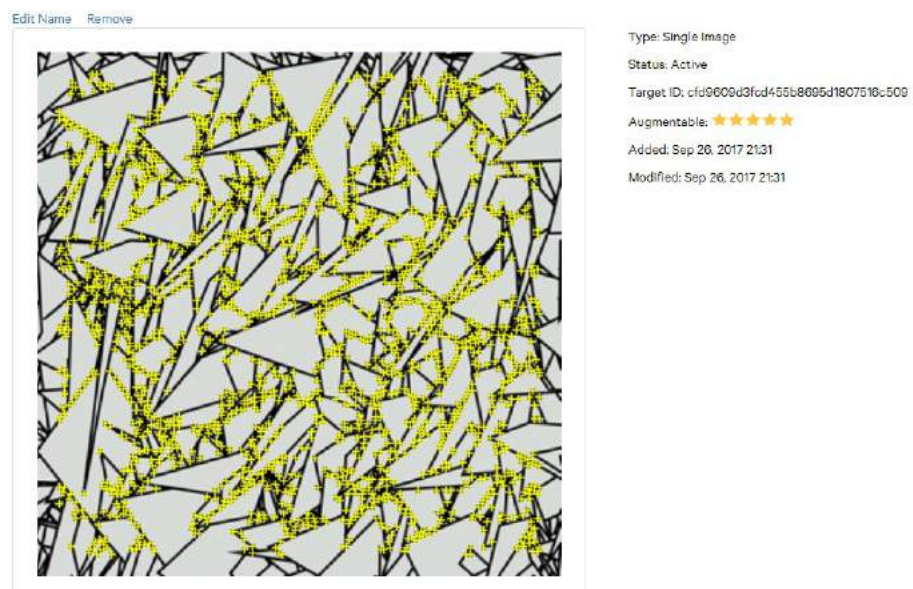 Edit Name Remove
Type: Single Image
Status: Active
Target ID: cfd9609d3fcd455b8695d1807516c509
Augmentable: ★★★★★
Added: Sep 26, 2017 21:31
Modified: Sep 26, 2017 21:31